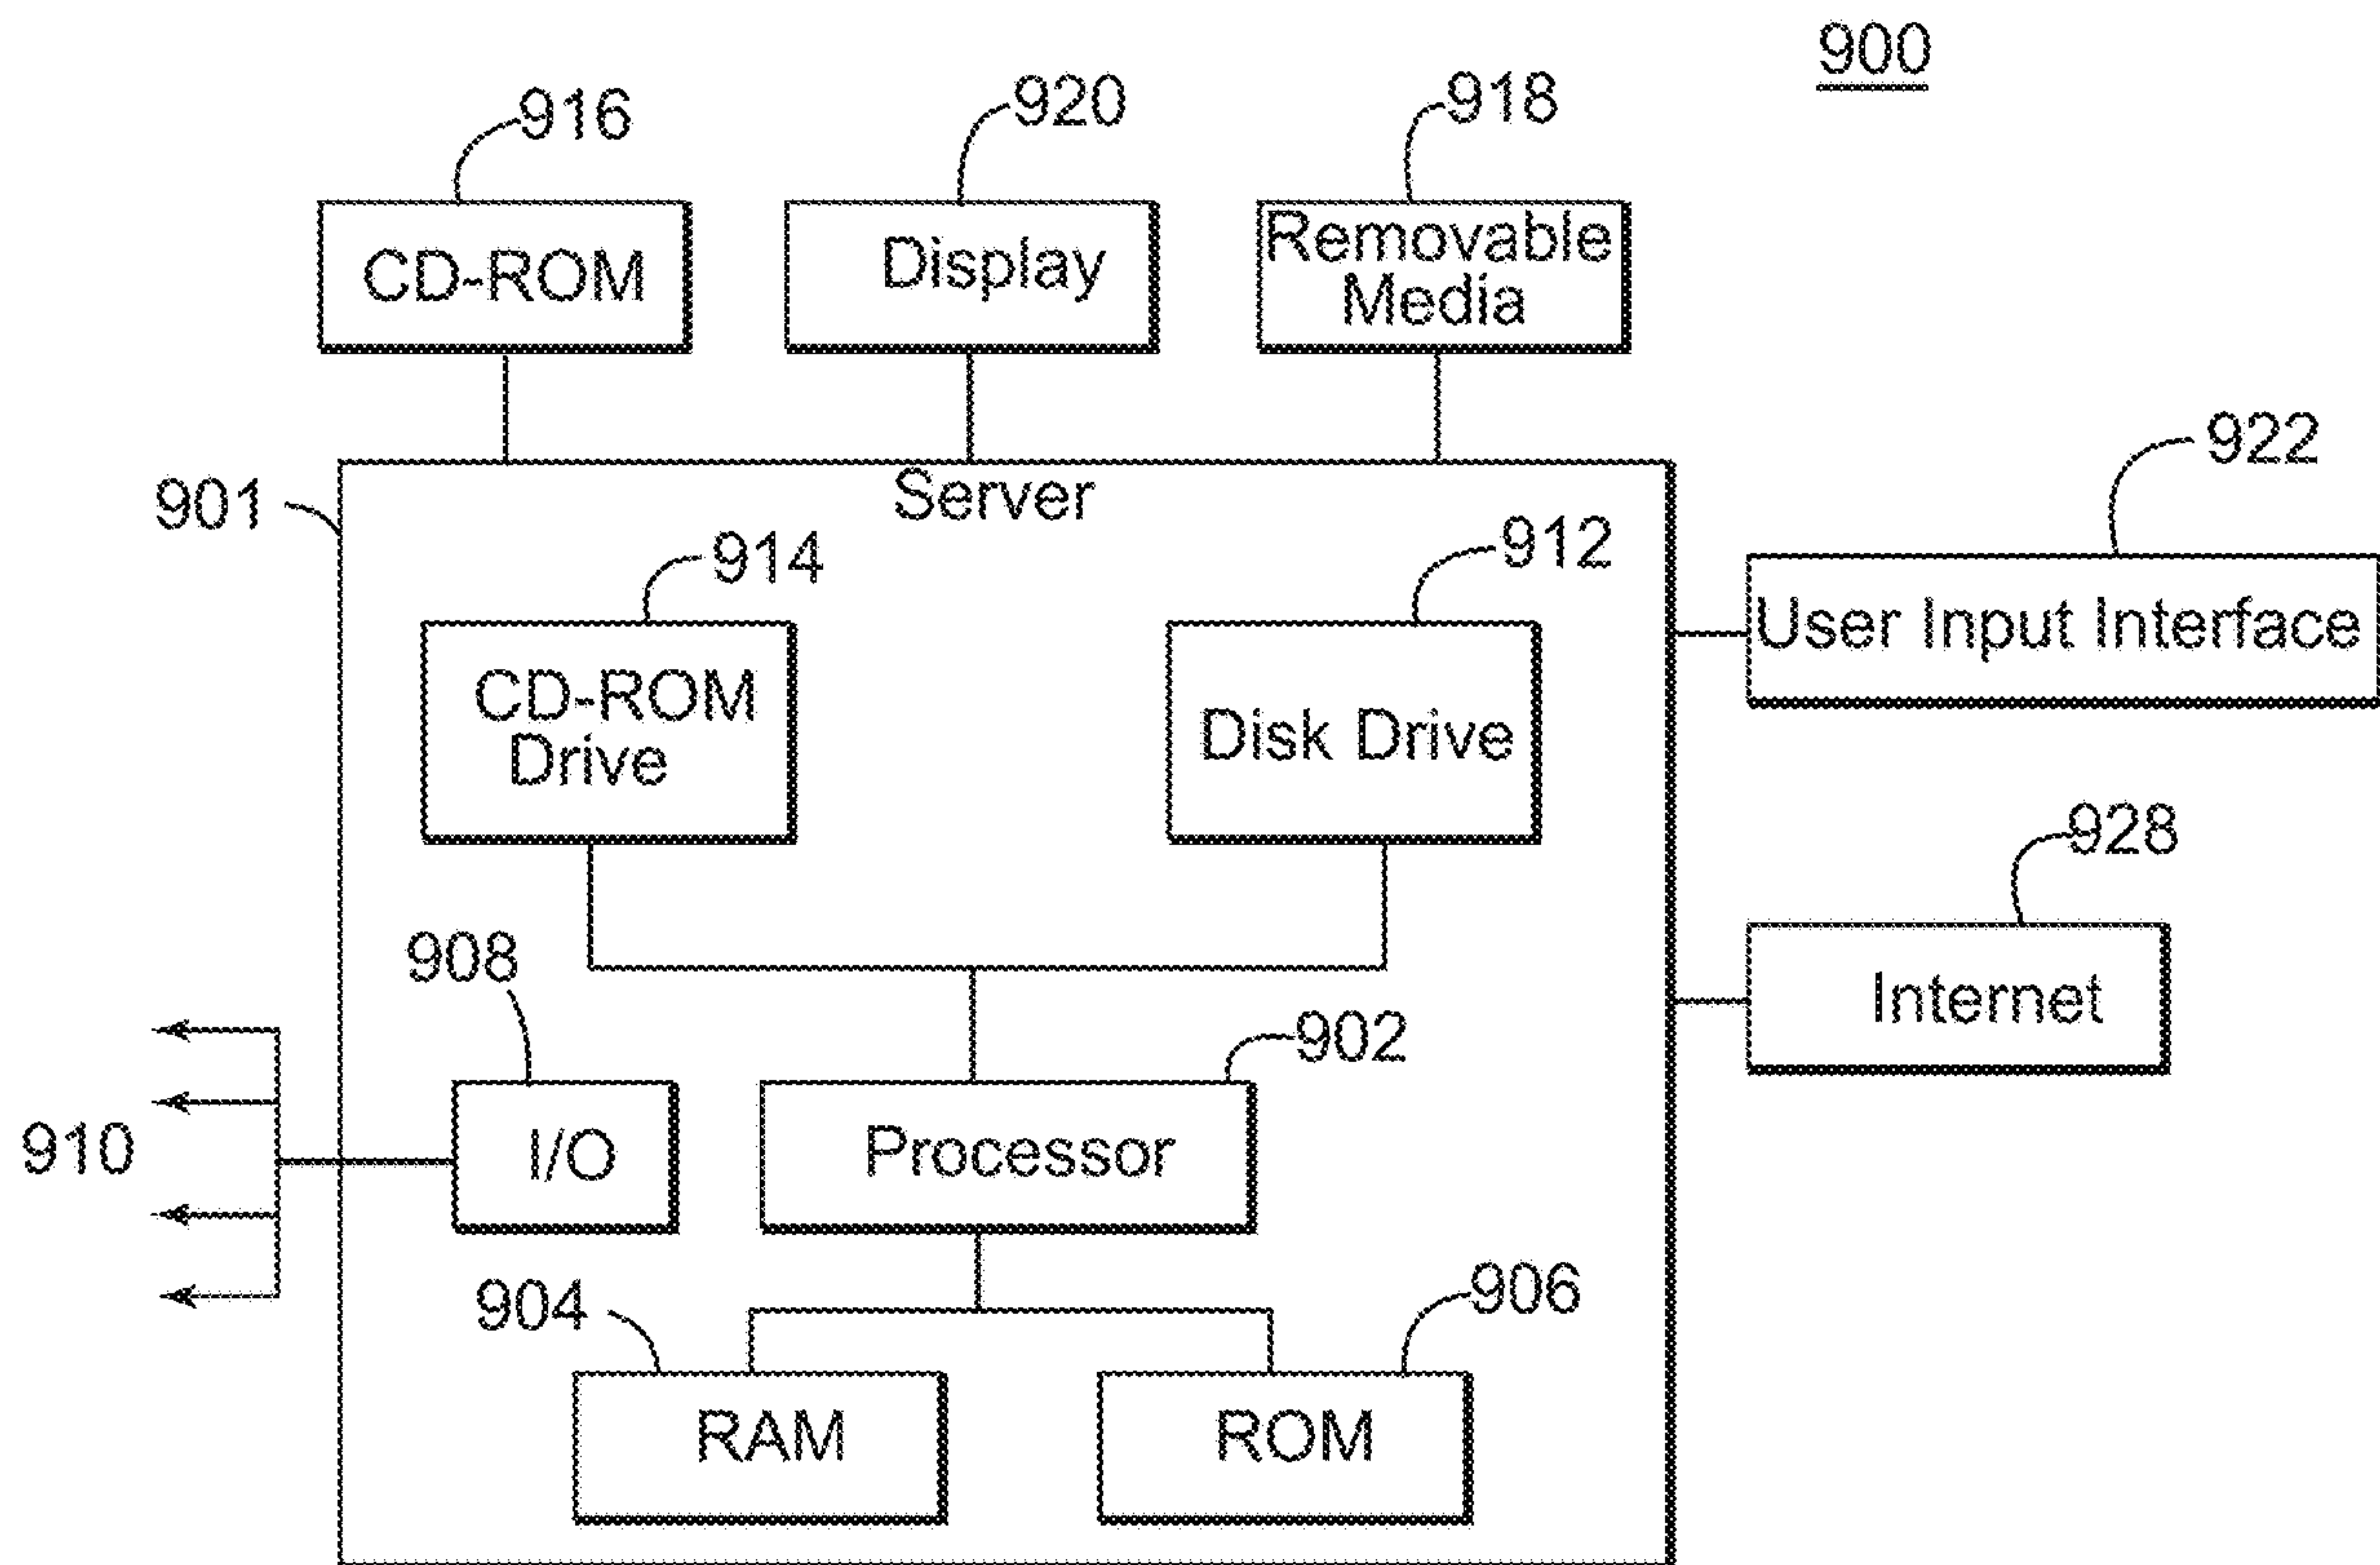 900
916
920
918
CD-ROM
Display
Removable
Media
922
901
Server
914
912
User Input Interface
CD-ROM
Drive
Disk Drive
928
908
Internet
902
910
I/O
Processor
904
906
RAM
ROM